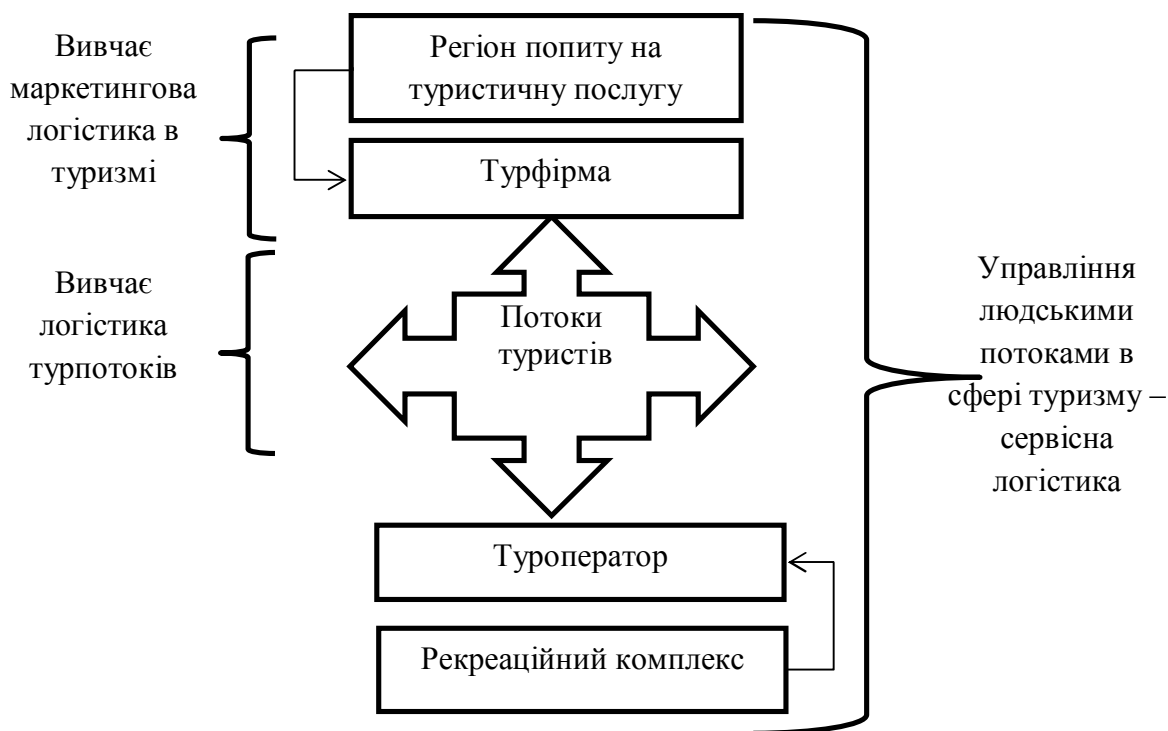 Вивчає
маркетингова
логістика в
туризмі
Регіон попиту на
туристичну послугу
Турфірма
Вивчає
логістика
турпотоків
Потоки
туристів
Управління
людськими
потоками в
сфері туризму –
сервісна
логістика
Туроператор
Рекреаційний комплекс